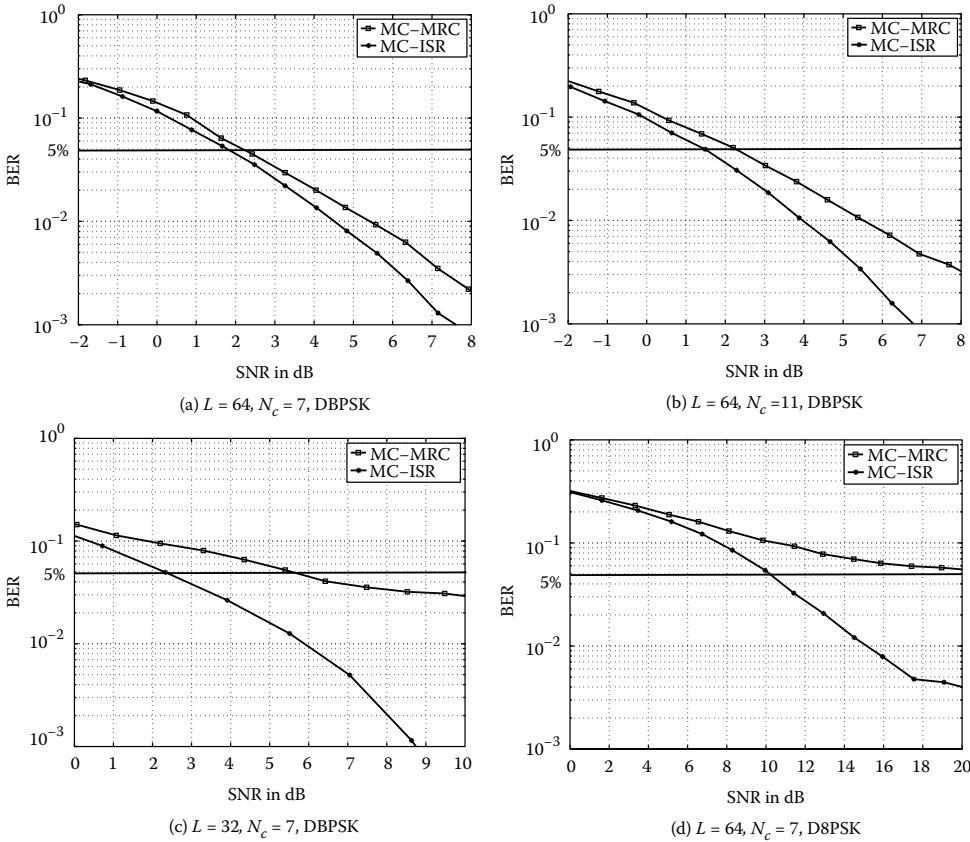 10^0
MC−MRC
MC−ISR
10^−1
5%
BER
10^−2
10^−3
−2 −1 0 1 2 3 4 5 6 7 8
SNR in dB
(a) L = 64, N_c = 7, DBPSK
10^0
MC−MRC
MC−ISR
10^−1
5%
BER
10^−2
10^−3
−2 −1 0 1 2 3 4 5 6 7 8
SNR in dB
(b) L = 64, N_c =11, DBPSK
10^0
MC−MRC
MC−ISR
10^−1
5%
BER
10^−2
10^−3
0 1 2 3 4 5 6 7 8 9 10
SNR in dB
(c) L = 32, N_c = 7, DBPSK
10^0
MC−MRC
MC−ISR
10^−1
5%
BER
10^−2
10^−3
0 2 4 6 8 10 12 14 16 18 20
SNR in dB
(d) L = 64, N_c = 7, D8PSK